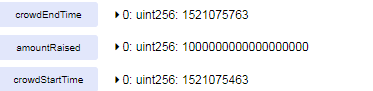 crowdEndTime 0: uint256: 1521075763
amountRaised 0: uint256: 1000000000000000000
crowdStartTime 0: uint256: 1521075463